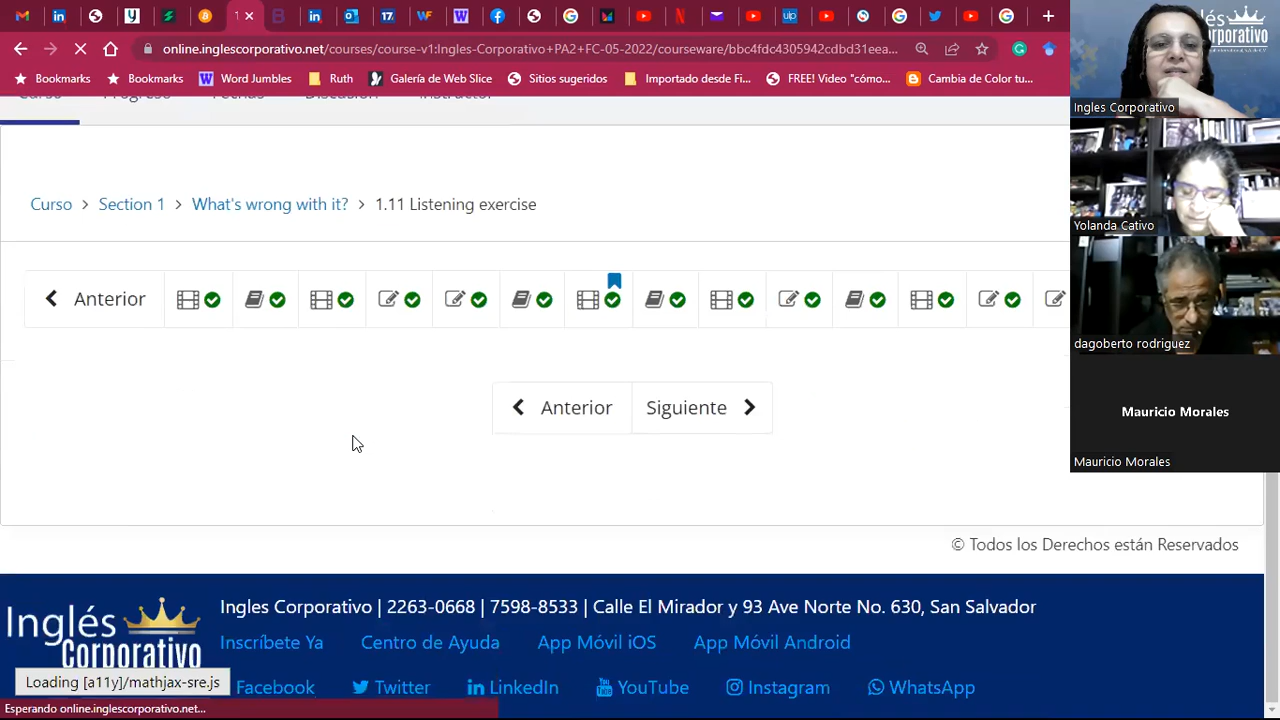 online.inglescorporativo.net/courses/course-v1:Ingles-Corporativo+PA2+FC-05-2022/courseware/bbc4fdc4305942cdbd31eea...
Bookmarks
Bookmarks
Word Jumbles
Ruth
Galería de Web Slice
Sitios sugeridos
Importado desde Fi...
FREE! Video "cómo...
Cambia de Color tu...
Curso Progreso Fechas Discusión Instructor
Curso > Section 1 > What's wrong with it? > 1.11 Listening exercise
Anterior
Anterior Siguiente
© Todos los Derechos están Reservados
Inglés Corporativo
Ingles Corporativo | 2263-0668 | 7598-8533 | Calle El Mirador y 93 Ave Norte No. 630, San Salvador
Inscríbete Ya Centro de Ayuda App Móvil iOS App Móvil Android
Facebook Twitter LinkedIn YouTube Instagram WhatsApp
Loading [a11y]/mathjax-sre.js
Esperando online.inglescorporativo.net...
Ingles Corporativo
Yolanda Cativo
dagoberto rodriguez
Mauricio Morales
Mauricio Morales